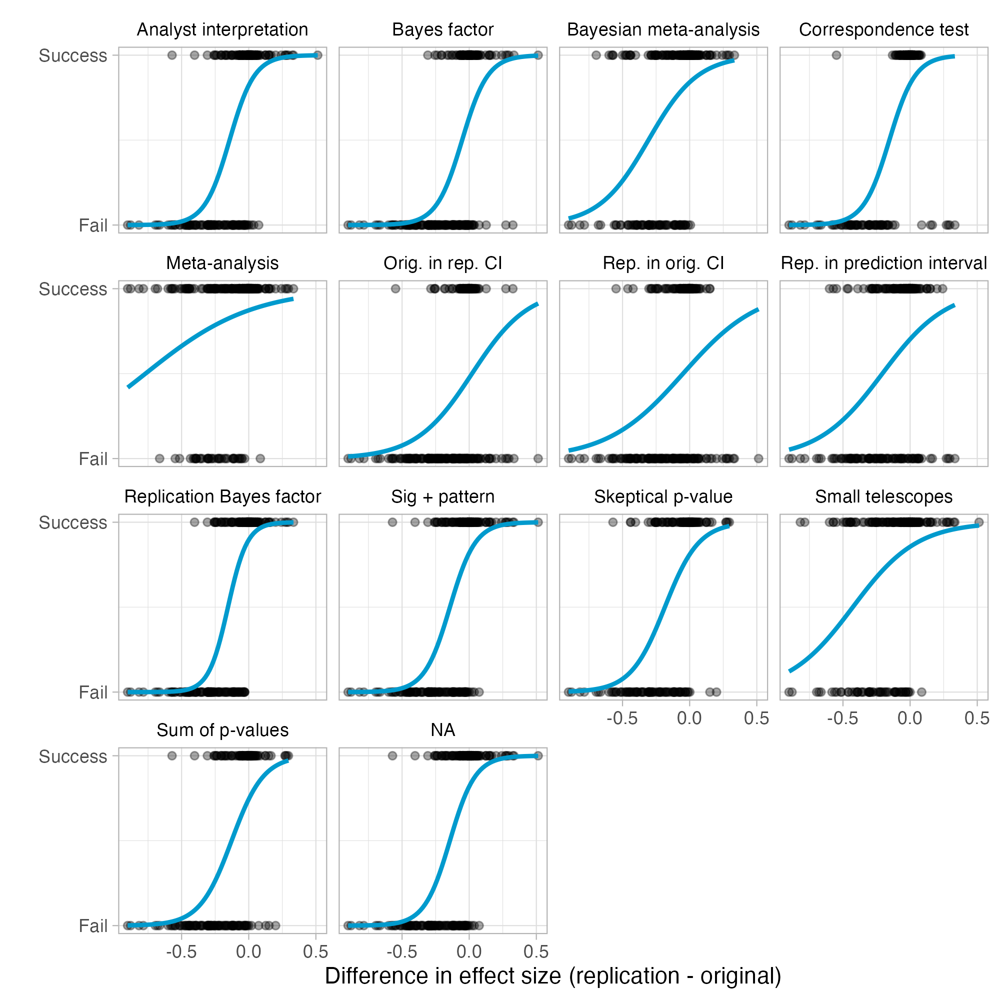 Analyst interpretation
Bayes factor
Bayesian meta-analysis
Correspondence test
Success
Fail
Meta-analysis
Orig. in rep. CI
Rep. in orig. CI
Rep. in prediction interval
Success
Fail
Replication Bayes factor
Sig + pattern
Skeptical p-value
Small telescopes
Success
Fail
-0.5 0.0 0.5
-0.5 0.0 0.5
Sum of p-values
NA
Success
Fail
-0.5 0.0 0.5
-0.5 0.0 0.5
Difference in effect size (replication - original)